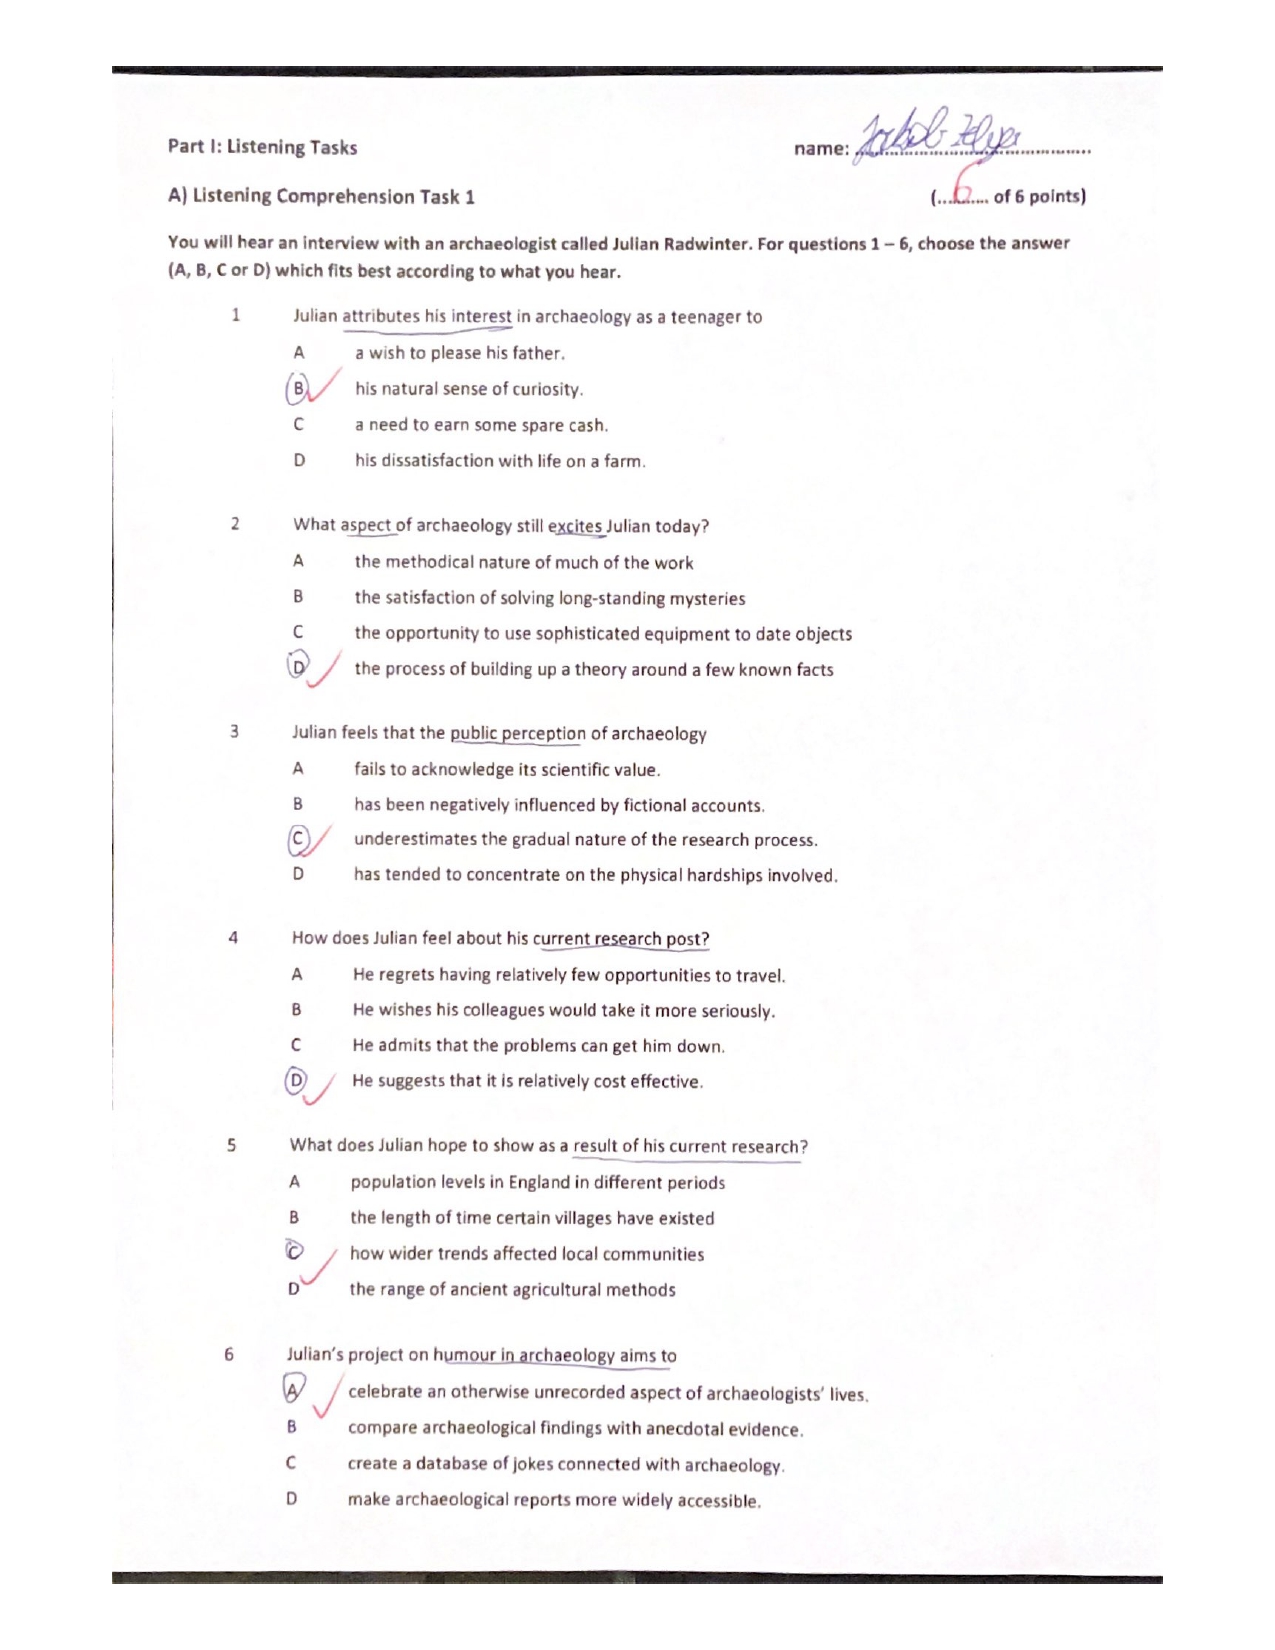 Part I: Listening Tasks
name: Jakob
A) Listening Comprehension Task 1
(...6...... of 6 points)
You will hear an interview with an archaeologist called Julian Radwinter. For questions 1 – 6, choose the answer
(A, B, C or D) which fits best according to what you hear.
1 Julian attributes his interest in archaeology as a teenager to
A a wish to please his father.
B his natural sense of curiosity.
C a need to earn some spare cash.
D his dissatisfaction with life on a farm.
2 What aspect of archaeology still excites Julian today?
A the methodical nature of much of the work
B the satisfaction of solving long-standing mysteries
C the opportunity to use sophisticated equipment to date objects
D the process of building up a theory around a few known facts
3 Julian feels that the public perception of archaeology
A fails to acknowledge its scientific value.
B has been negatively influenced by fictional accounts.
C underestimates the gradual nature of the research process.
D has tended to concentrate on the physical hardships involved.
4 How does Julian feel about his current research post?
A He regrets having relatively few opportunities to travel.
B He wishes his colleagues would take it more seriously.
C He admits that the problems can get him down.
D He suggests that it is relatively cost effective.
5 What does Julian hope to show as a result of his current research?
A population levels in England in different periods
B the length of time certain villages have existed
C how wider trends affected local communities
D the range of ancient agricultural methods
6 Julian's project on humour in archaeology aims to
A celebrate an otherwise unrecorded aspect of archaeologists' lives.
B compare archaeological findings with anecdotal evidence.
C create a database of jokes connected with archaeology.
D make archaeological reports more widely accessible.